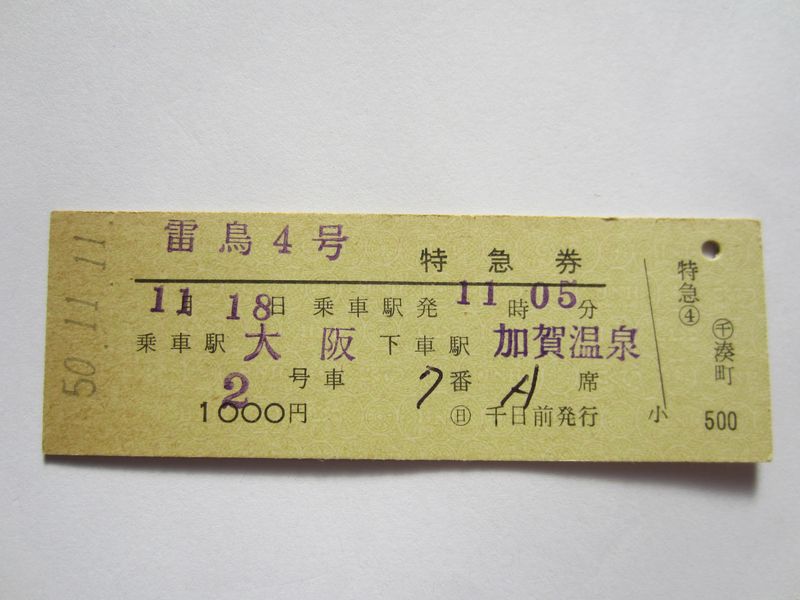 雷鳥4号
特急券
11月18日 乗車駅発 11時05分
乗車駅 大阪 下車駅 加賀温泉
2号車 7番 A席
1000円 ㊐千日前発行
50.11.11.
特急④
㋠湊町
小 500